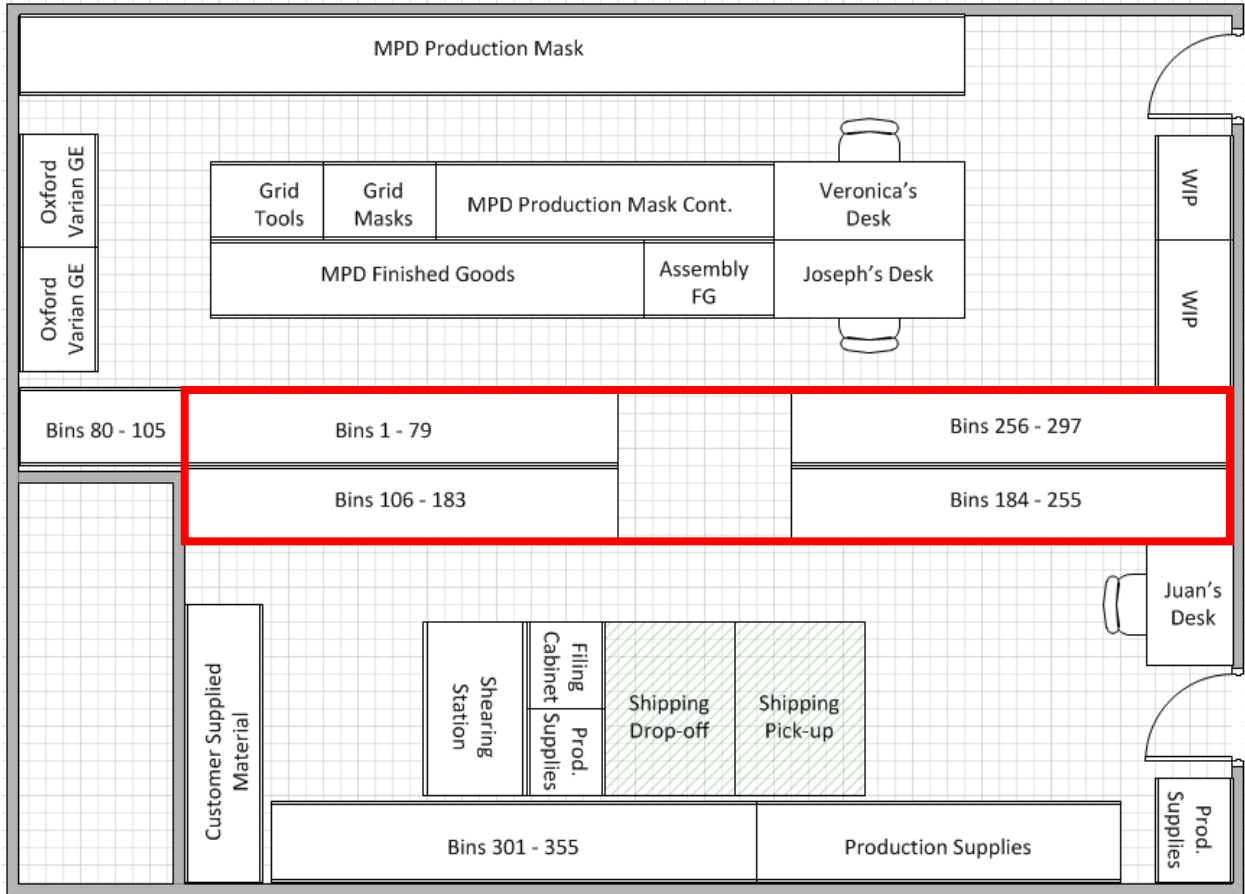 MPD Production Mask
Oxford
Varian GE
Oxford
Varian GE
Grid
Tools
Grid
Masks
MPD Production Mask Cont.
Veronica's
Desk
MPD Finished Goods
Assembly
FG
Joseph's Desk
WIP
WIP
Bins 80 - 105
Bins 1 - 79
Bins 256 - 297
Bins 106 - 183
Bins 184 - 255
Juan's
Desk
Customer Supplied
Material
Shearing
Station
Filing
Cabinet
Prod.
Supplies
Shipping
Drop-off
Shipping
Pick-up
Bins 301 - 355
Production Supplies
Prod.
Supplies